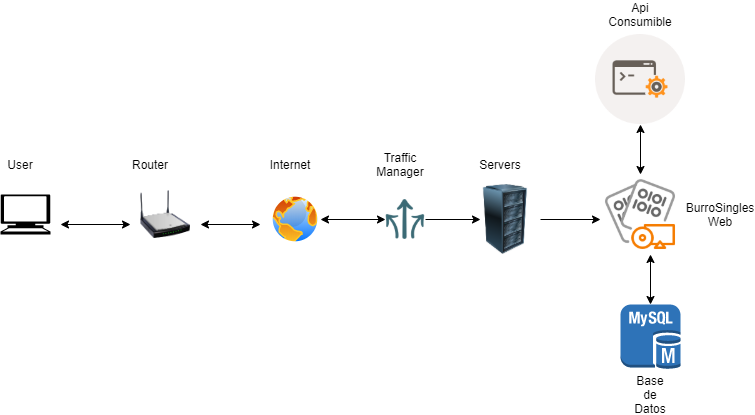 Api
Consumible
User
Router
Internet
Traffic
Manager
Servers
BurroSingles
Web
MySQL
M
Base
de
Datos